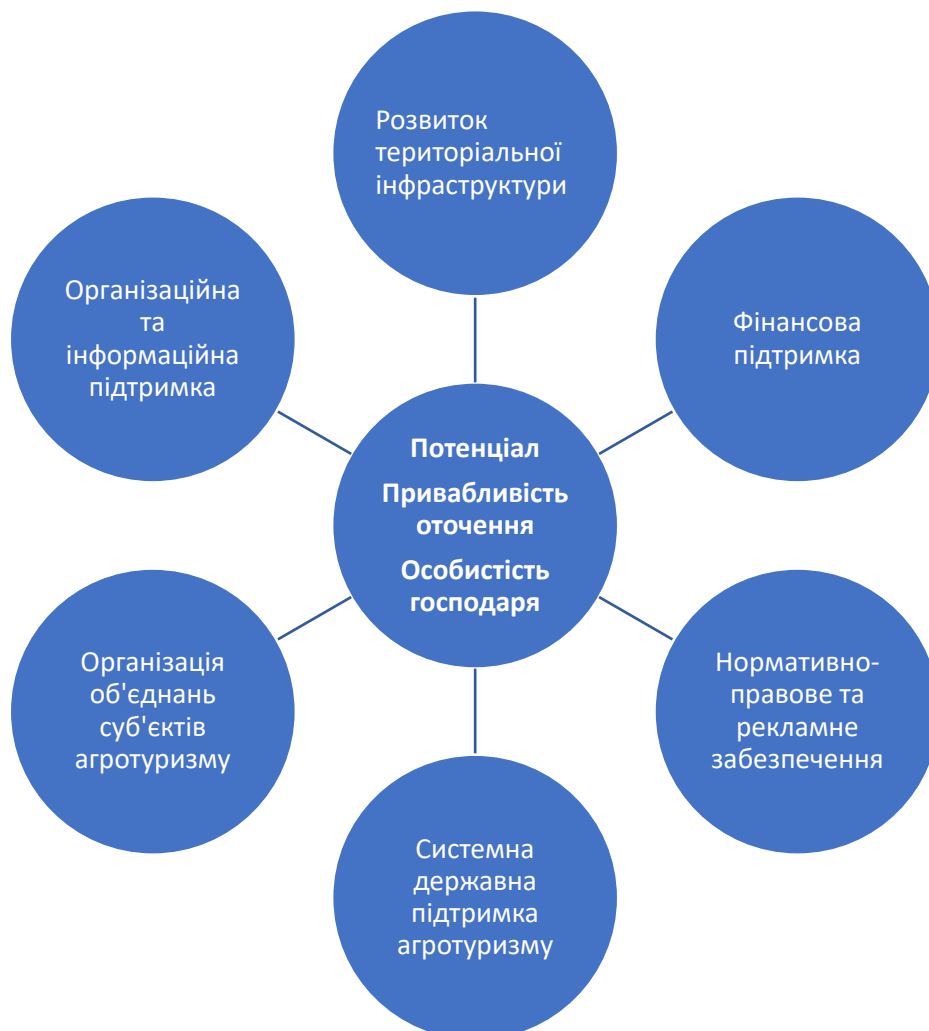 Розвиток
територіальної
інфраструктури
Організаційна
та
інформаційна
підтримка
Фінансова
підтримка
Потенціал
Привабливість
оточення
Особистість
господаря
Організація
об'єднань
суб'єктів
агротуризму
Нормативно-
правове та
рекламне
забезпечення
Системна
державна
підтримка
агротуризму